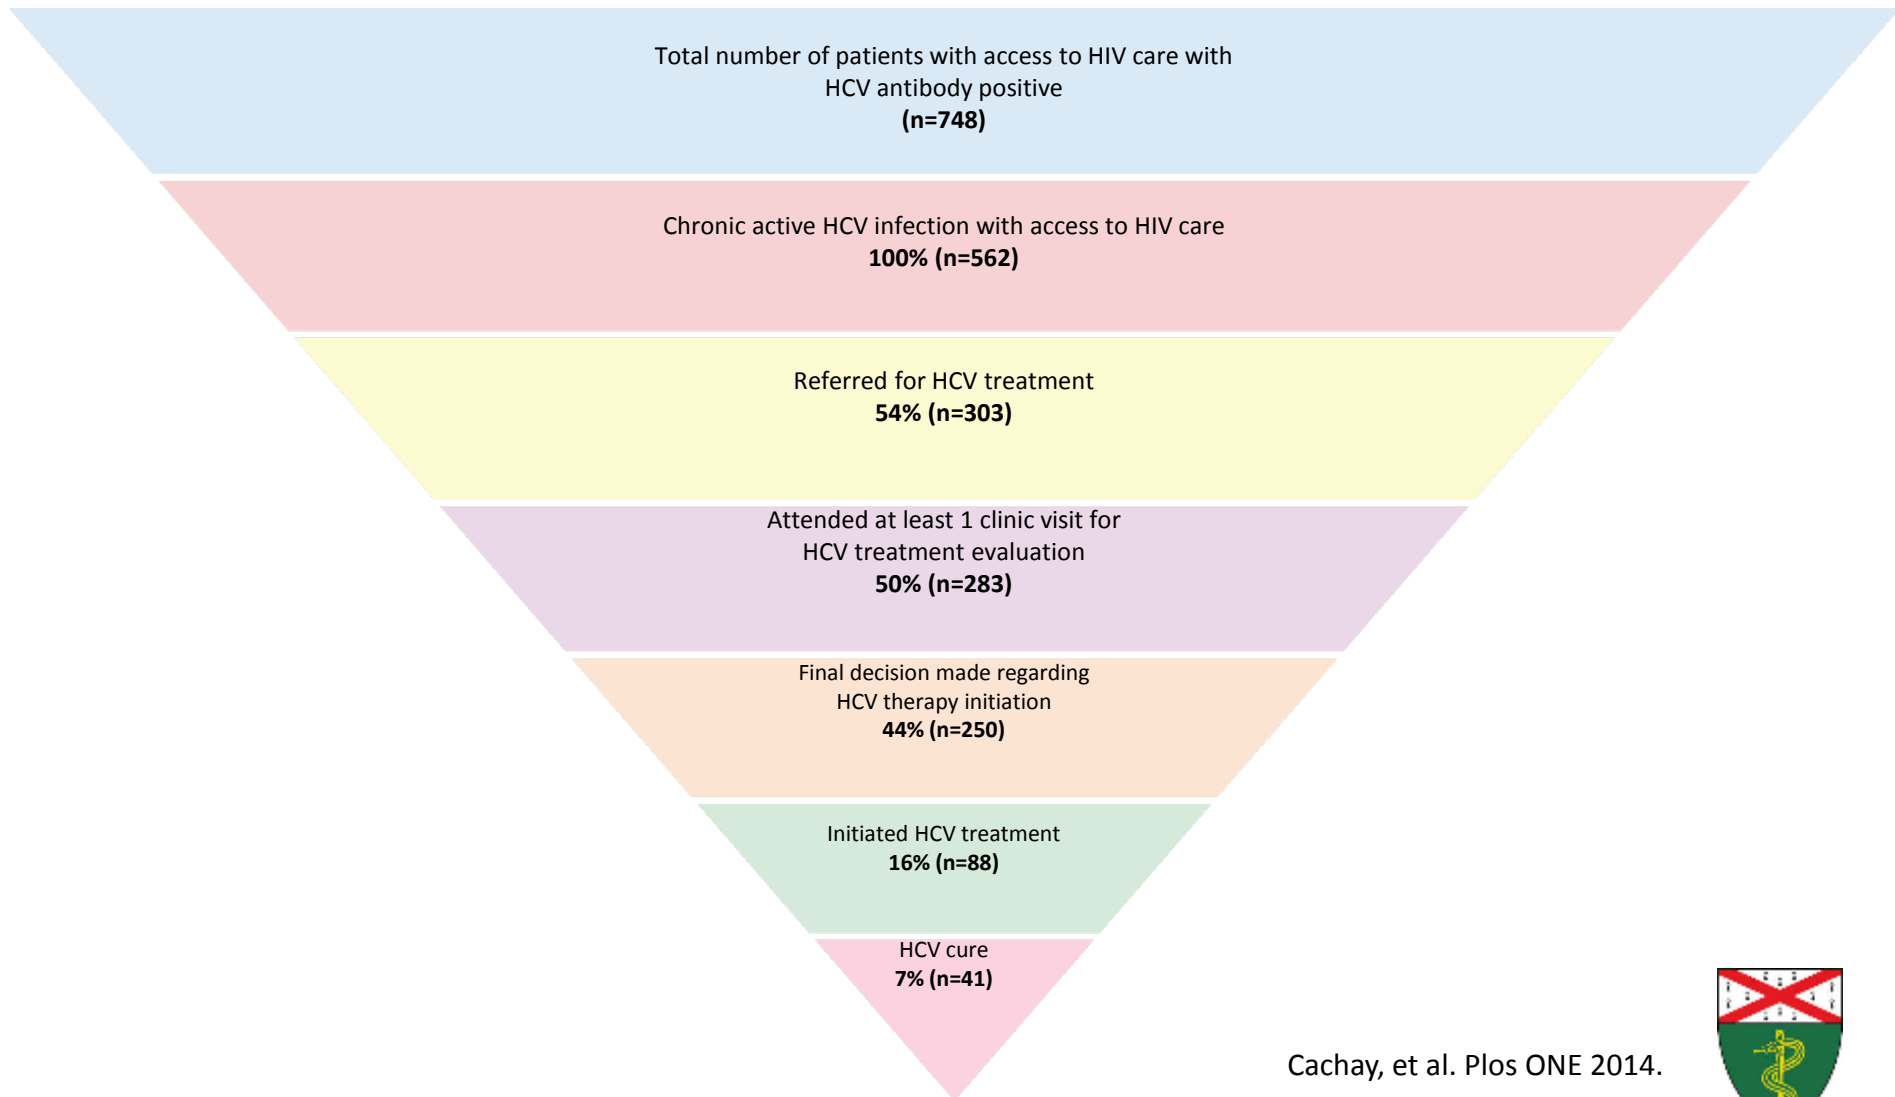 Total number of patients with access to HIV care with
HCV antibody positive
(n=748)
Chronic active HCV infection with access to HIV care
100% (n=562)
Referred for HCV treatment
54% (n=303)
Attended at least 1 clinic visit for
HCV treatment evaluation
50% (n=283)
Final decision made regarding
HCV therapy initiation
44% (n=250)
Initiated HCV treatment
16% (n=88)
HCV cure
7% (n=41)
Cachay, et al. Plos ONE 2014.